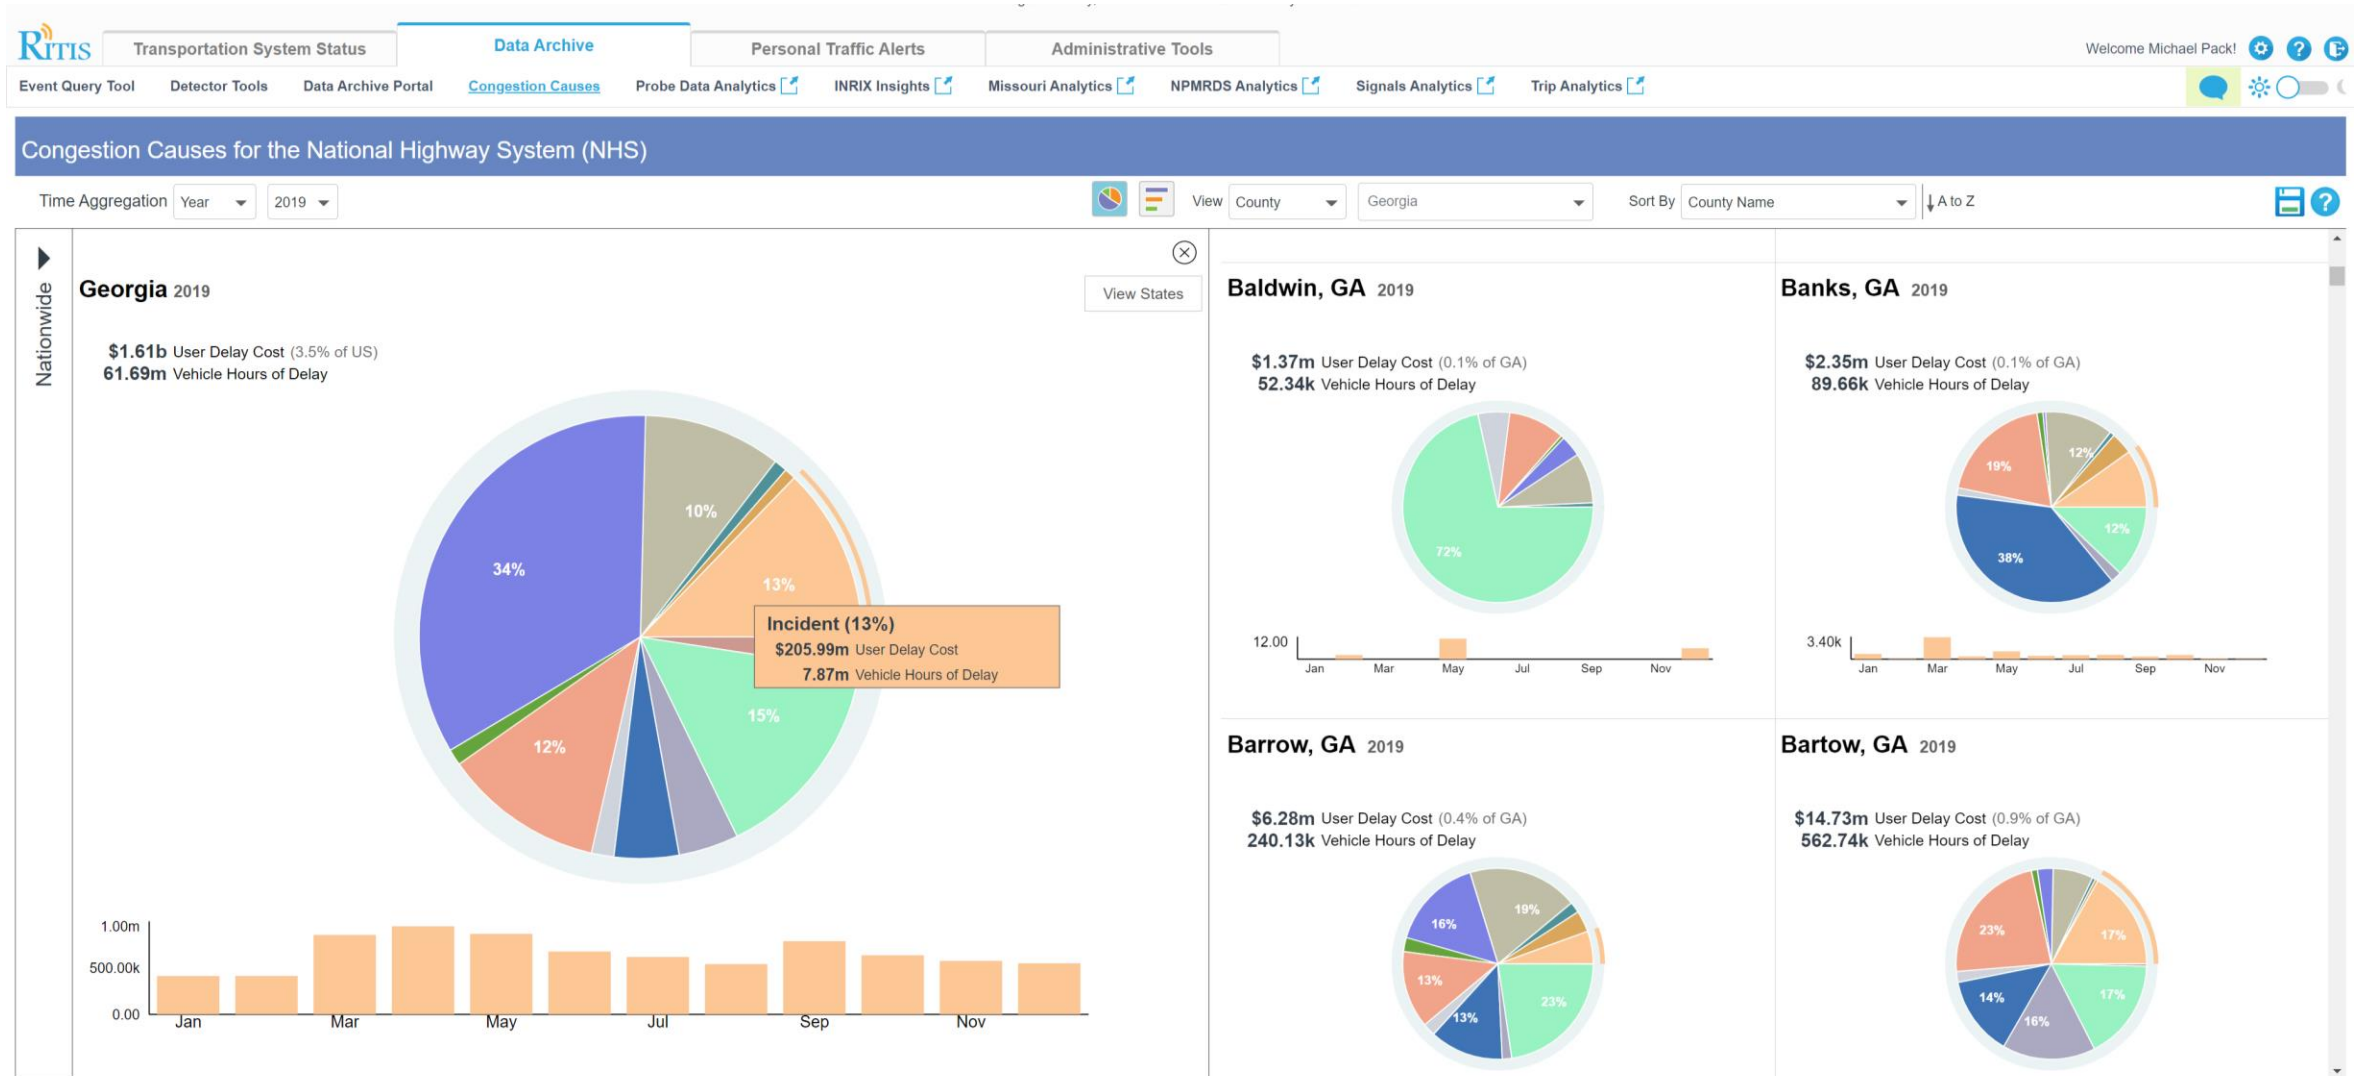 RITIS
Transportation System Status
Data Archive
Personal Traffic Alerts
Administrative Tools
Welcome Michael Pack!
Event Query Tool
Detector Tools
Data Archive Portal
Congestion Causes
Probe Data Analytics
INRIX Insights
Missouri Analytics
NPMRDS Analytics
Signals Analytics
Trip Analytics
Congestion Causes for the National Highway System (NHS)
Time Aggregation
Year
2019
View
County
Georgia
Sort By
County Name
A to Z
Nationwide
Georgia 2019
View States
$1.61b User Delay Cost (3.5% of US)
61.69m Vehicle Hours of Delay
10%
34%
13%
Incident (13%)
$205.99m User Delay Cost
7.87m Vehicle Hours of Delay
15%
12%
1.00m
500.00k
0.00
Jan
Mar
May
Jul
Sep
Nov
Baldwin, GA 2019
$1.37m User Delay Cost (0.1% of GA)
52.34k Vehicle Hours of Delay
72%
12.00
Jan
Mar
May
Jul
Sep
Nov
Banks, GA 2019
$2.35m User Delay Cost (0.1% of GA)
89.66k Vehicle Hours of Delay
12%
19%
12%
38%
3.40k
Jan
Mar
May
Jul
Sep
Nov
Barrow, GA 2019
$6.28m User Delay Cost (0.4% of GA)
240.13k Vehicle Hours of Delay
19%
16%
13%
23%
13%
Bartow, GA 2019
$14.73m User Delay Cost (0.9% of GA)
562.74k Vehicle Hours of Delay
23%
17%
14%
17%
16%